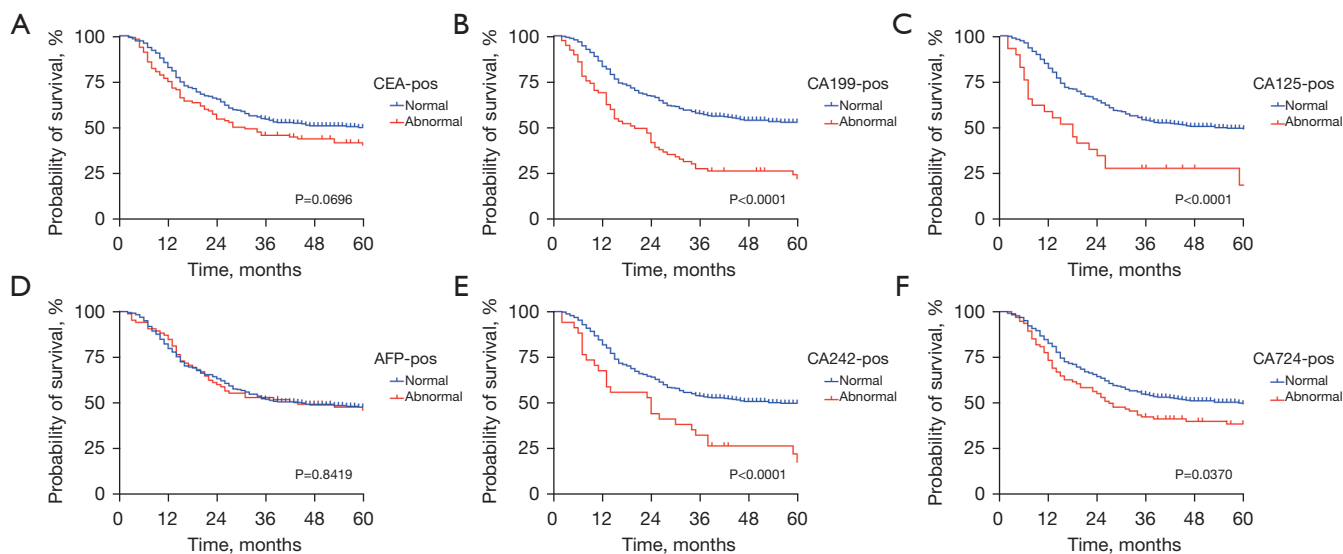 A
Probability of survival, %
100
75
50
25
0
CEA-pos
Normal
Abnormal
P=0.0696
0 12 24 36 48 60
Time, months
B
Probability of survival, %
100
75
50
25
0
CA199-pos
Normal
Abnormal
P<0.0001
0 12 24 36 48 60
Time, months
C
Probability of survival, %
100
75
50
25
0
CA125-pos
Normal
Abnormal
P<0.0001
0 12 24 36 48 60
Time, months
D
Probability of survival, %
100
75
50
25
0
AFP-pos
Normal
Abnormal
P=0.8419
0 12 24 36 48 60
Time, months
E
Probability of survival, %
100
75
50
25
0
CA242-pos
Normal
Abnormal
P<0.0001
0 12 24 36 48 60
Time, months
F
Probability of survival, %
100
75
50
25
0
CA724-pos
Normal
Abnormal
P=0.0370
0 12 24 36 48 60
Time, months